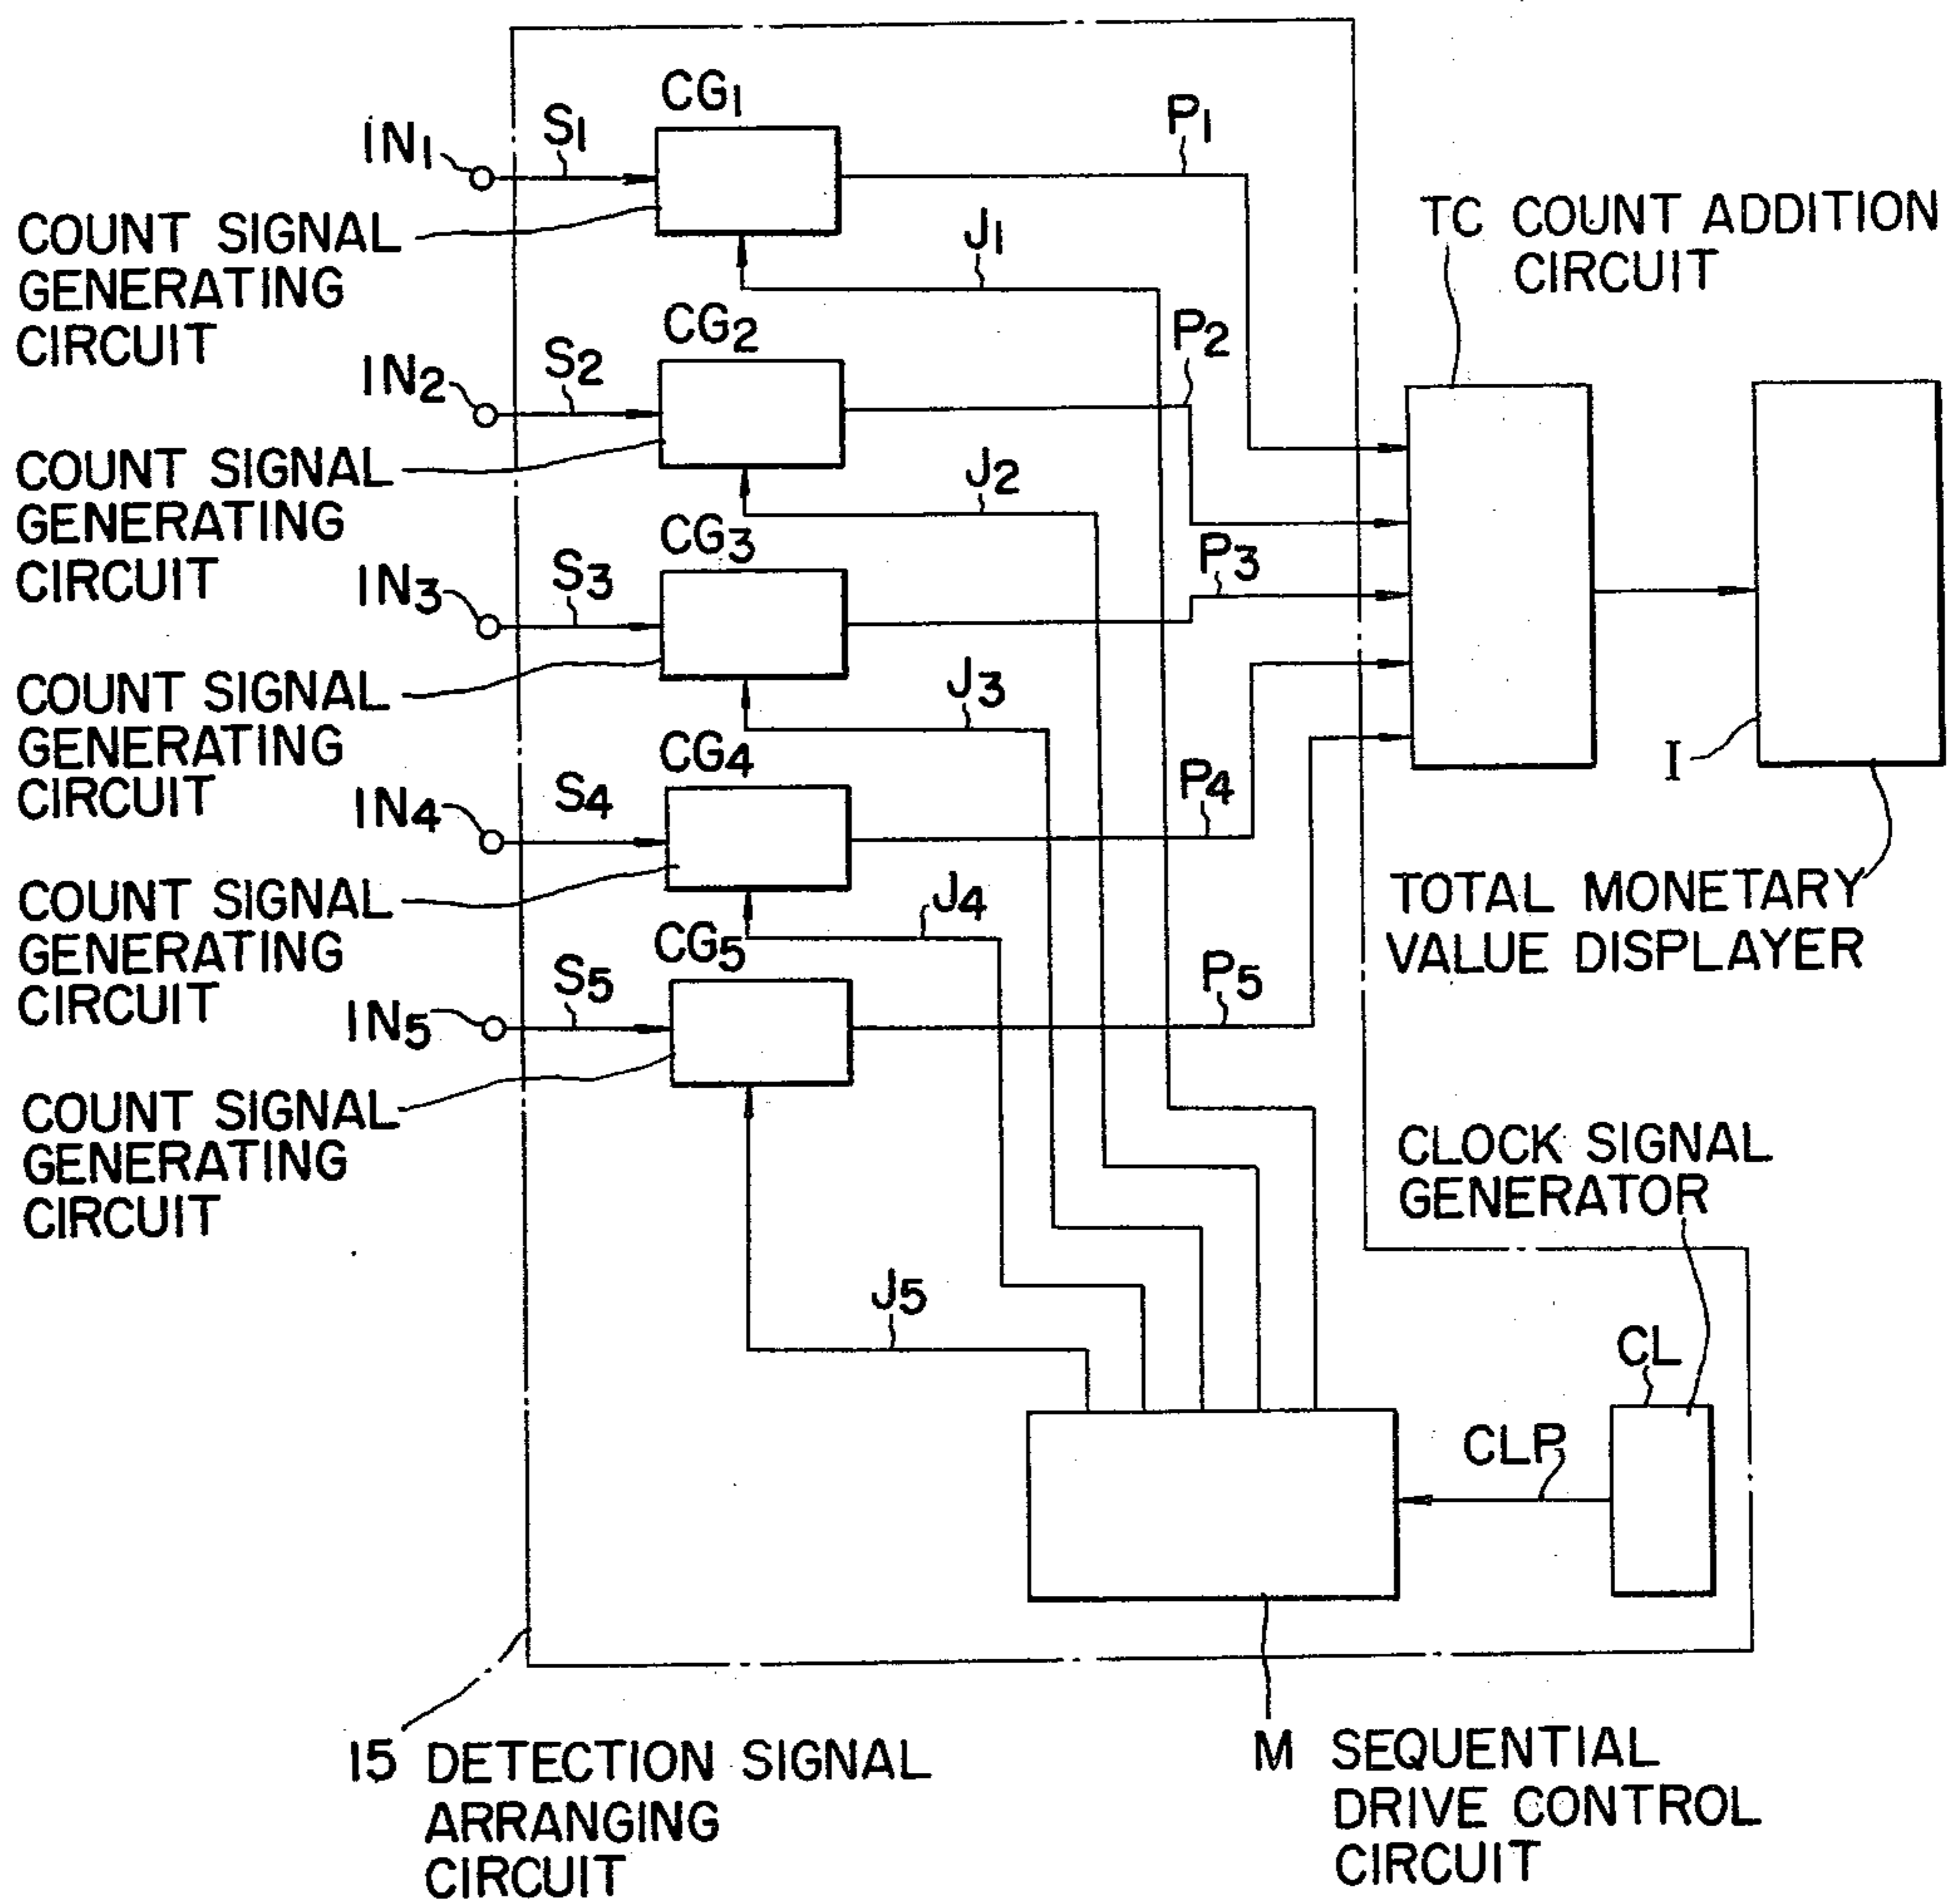 CG1
IN1
S1
P1
COUNT SIGNAL
GENERATING
CIRCUIT
J1
TC COUNT ADDITION
CIRCUIT
CG2
IN2
S2
P2
COUNT SIGNAL
GENERATING
CIRCUIT
J2
CG3
IN3
S3
P3
COUNT SIGNAL
GENERATING
CIRCUIT
J3
I
CG4
IN4
S4
P4
COUNT SIGNAL
GENERATING
CIRCUIT
J4
TOTAL MONETARY
VALUE DISPLAYER
CG5
IN5
S5
P5
COUNT SIGNAL
GENERATING
CIRCUIT
CLOCK SIGNAL
GENERATOR
J5
CL
CLP
15 DETECTION SIGNAL
ARRANGING
CIRCUIT
M SEQUENTIAL
DRIVE CONTROL
CIRCUIT